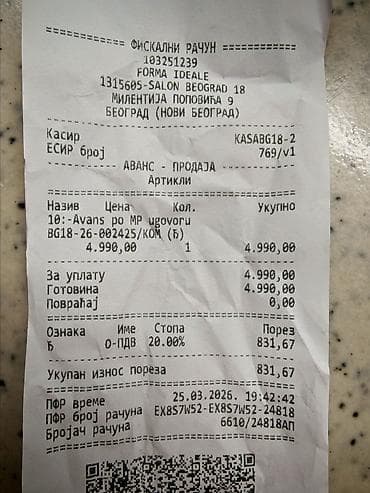 ============ ФИСКАЛНИ РАЧУН ============
103251239
FORMA IDEALE
1315605-SALON BEOGRAD 18
МИЛЕНТИЈА ПОПОВИЋА 9
БЕОГРАД (НОВИ БЕОГРАД)
Касир KASABG18-2
ЕСИР број 769/v1
------------ АВАНС - ПРОДАЈА ------------
Артикли
========================================
Назив Цена Кол. Укупно
10:-Avans po MP ugovoru
BG18-26-002425/КОМ (Ђ)
4.990,00 1 4.990,00
----------------------------------------
За уплату 4.990,00
Готовина 4.990,00
Повраћај 0,00
========================================
Ознака Име Стопа Порез
Ђ О-ПДВ 20.00% 831,67
----------------------------------------
Укупан износ пореза 831,67
========================================
ПФР време 25.03.2026. 19:42:42
ПФР број рачуна EX8S7W52-EX8S7W52-24818
Бројач рачуна 6610/24818АП
========================================